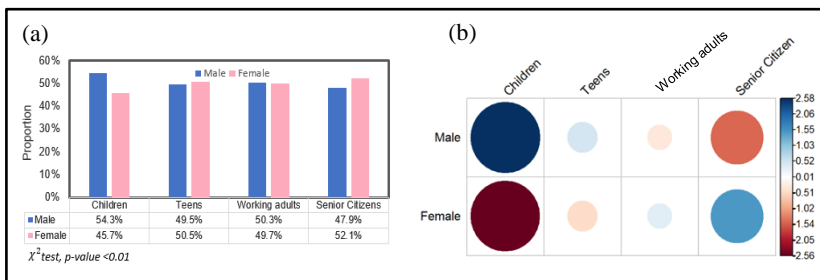 (a)
60%
50%
40%
30%
20%
10%
0%
Proportion
Male Female
Children Teens Working adults Senior Citizens
Male 54.3% 49.5% 50.3% 47.9%
Female 45.7% 50.5% 49.7% 52.1%
χ² test, p-value <0.01
(b)
Children
Teens
Working adults
Senior Citizen
Male
Female
2.58
2.06
1.55
1.03
0.52
0.01
-0.51
-1.02
-1.54
-2.05
-2.56